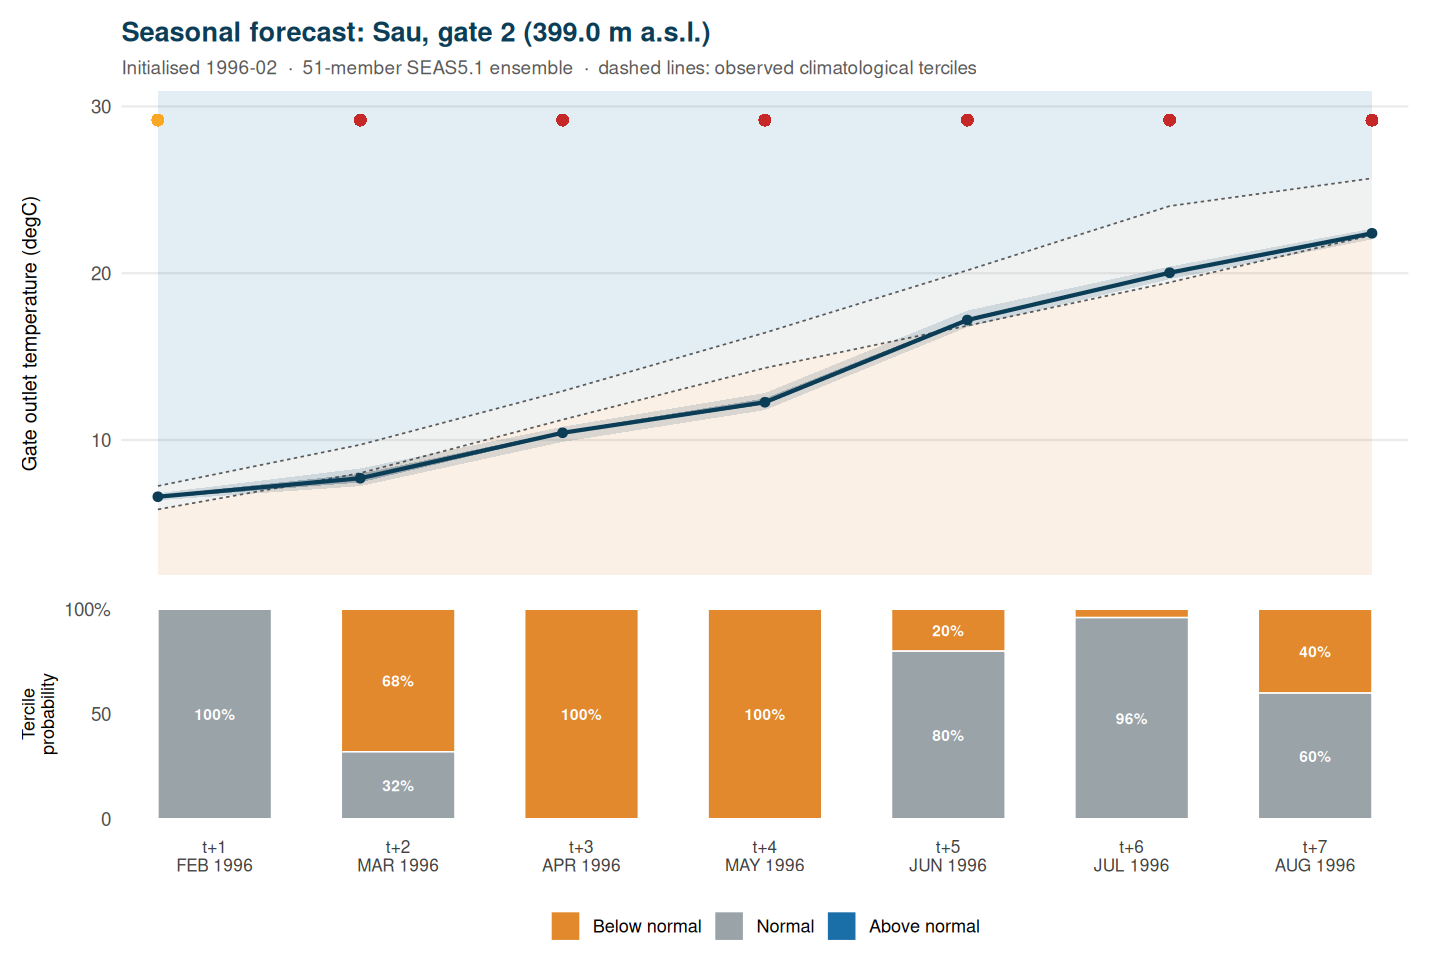 Seasonal forecast: Sau, gate 2 (399.0 m a.s.l.)
Initialised 1996-02 · 51-member SEAS5.1 ensemble · dashed lines: observed climatological terciles
Gate outlet temperature (degC)
30
20
10
Tercile
probability
100%
50
0
100%
68%
32%
100%
100%
20%
80%
96%
40%
60%
t+1
FEB 1996
t+2
MAR 1996
t+3
APR 1996
t+4
MAY 1996
t+5
JUN 1996
t+6
JUL 1996
t+7
AUG 1996
Below normal
Normal
Above normal